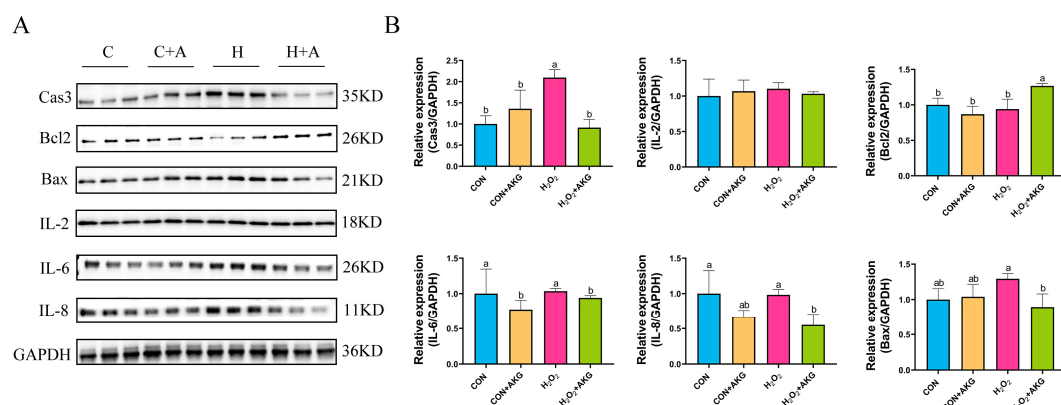 A
B
C C+A H H+A
Cas3 35KD
Bcl2 26KD
Bax 21KD
IL-2 18KD
IL-6 26KD
IL-8 11KD
GAPDH 36KD
Relative expression
(Cas3/GAPDH)
2.5
2.0
1.5
1.0
0.5
0.0
b b a b
CON CON+AKG H₂O₂ H₂O₂+AKG
Relative expression
(IL-2/GAPDH)
1.5
1.0
0.5
0.0
CON CON+AKG H₂O₂ H₂O₂+AKG
Relative expression
(Bcl2/GAPDH)
1.5
1.0
0.5
0.0
b b b a
CON CON+AKG H₂O₂ H₂O₂+AKG
Relative expression
(IL-6/GAPDH)
1.5
1.0
0.5
0.0
a b a b
CON CON+AKG H₂O₂ H₂O₂+AKG
Relative expression
(IL-8/GAPDH)
1.5
1.0
0.5
0.0
a ab a b
CON CON+AKG H₂O₂ H₂O₂+AKG
Relative expression
(Bax/GAPDH)
1.5
1.0
0.5
0.0
ab ab a b
CON CON+AKG H₂O₂ H₂O₂+AKG